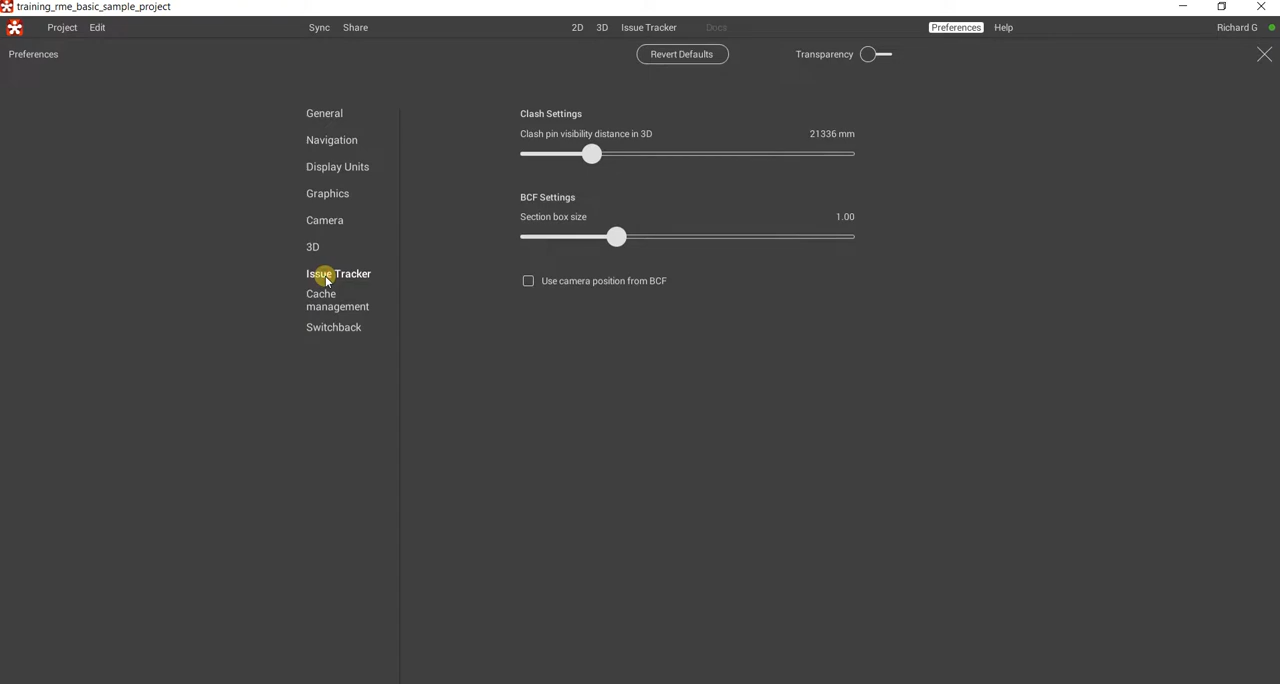 training_rme_basic_sample_project
Project Edit Sync Share 2D 3D Issue Tracker Docs Preferences Help Richard G
Preferences Revert Defaults Transparency
General
Navigation
Display Units
Graphics
Camera
3D
Issue Tracker
Cache
management
Switchback
Clash Settings
Clash pin visibility distance in 3D 21336 mm
BCF Settings
Section box size 1.00
Use camera position from BCF